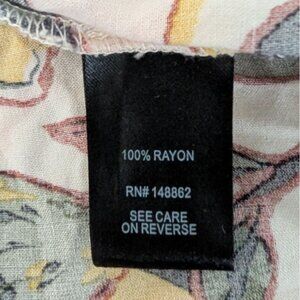 100% RAYON
RN# 148862
SEE CARE
ON REVERSE